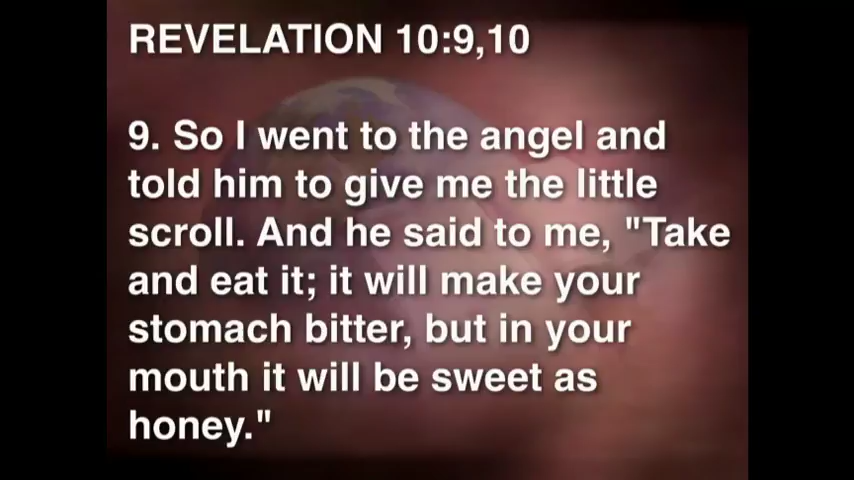 REVELATION 10:9,10
9. So I went to the angel and
told him to give me the little
scroll. And he said to me, "Take
and eat it; it will make your
stomach bitter, but in your
mouth it will be sweet as
honey."